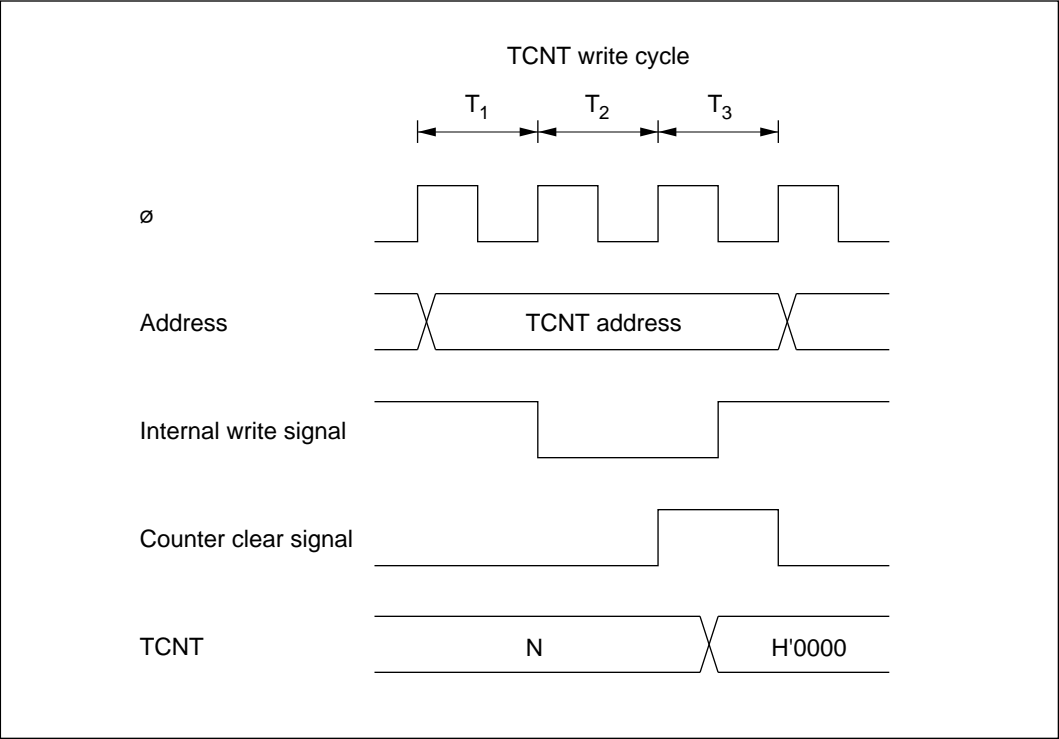 TCNT write cycle
T1 T2 T3
ø
Address TCNT address
Internal write signal
Counter clear signal
TCNT N H'0000